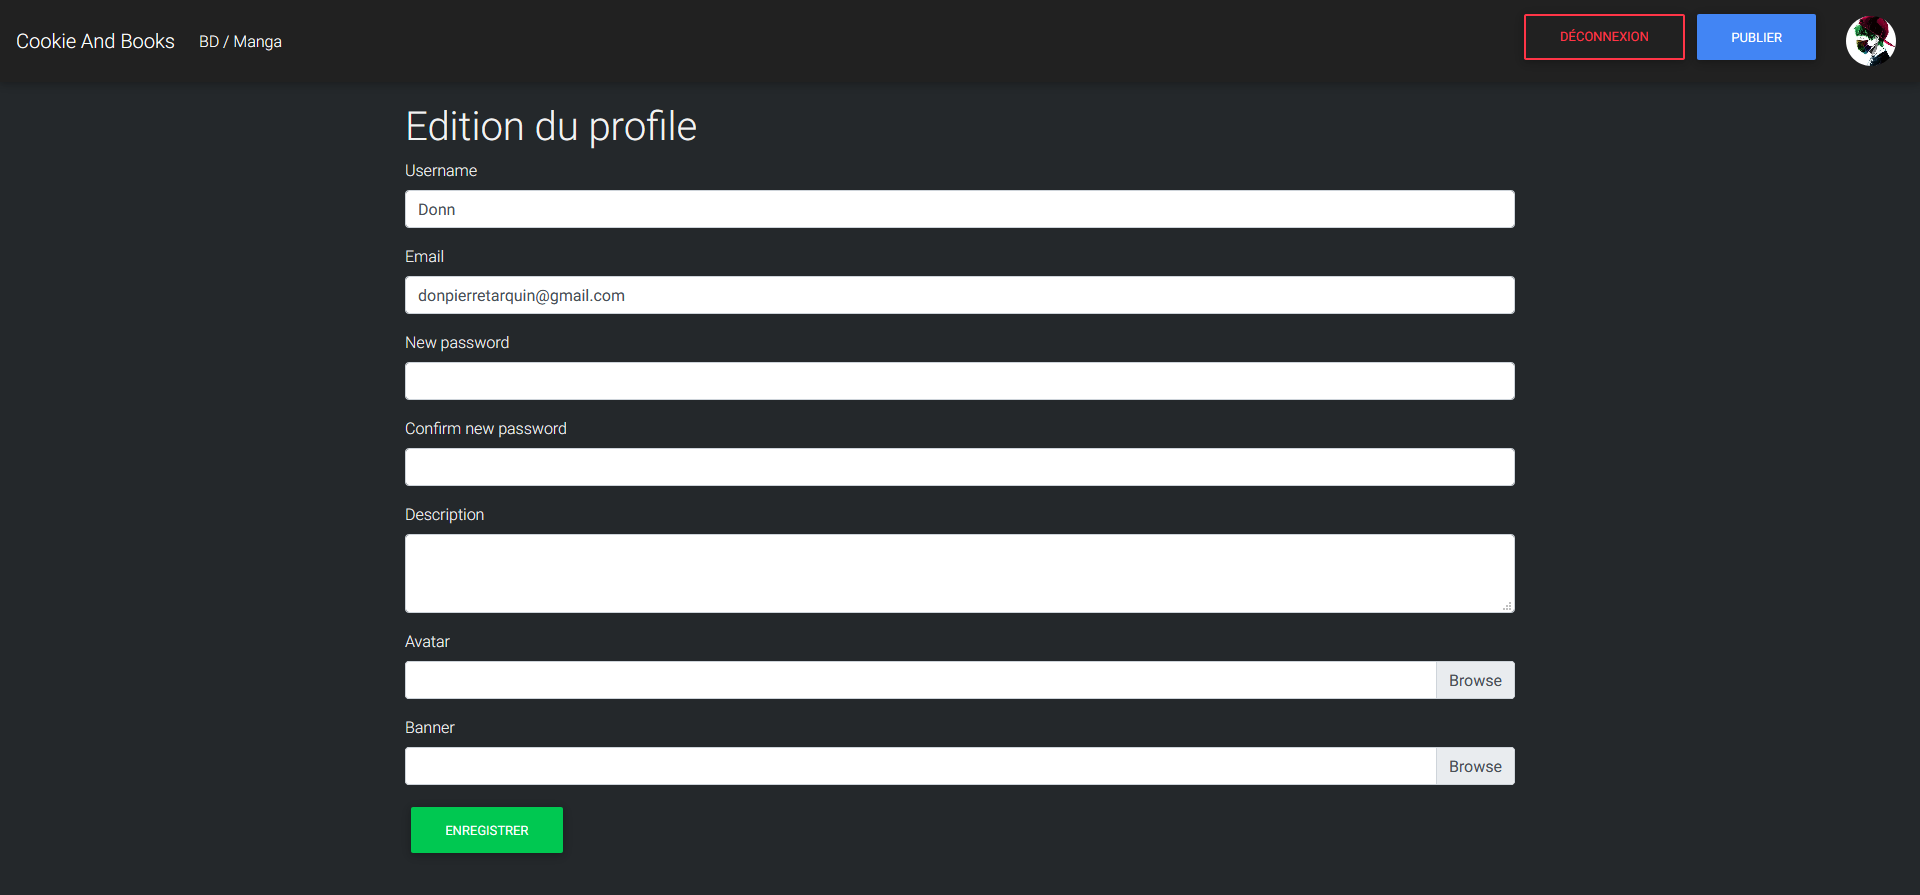 Cookie And Books BD / Manga DÉCONNEXION PUBLIER
Edition du profile
Username
Donn
Email
donpierretarquin@gmail.com
New password
Confirm new password
Description
Avatar
Browse
Banner
Browse
ENREGISTRER